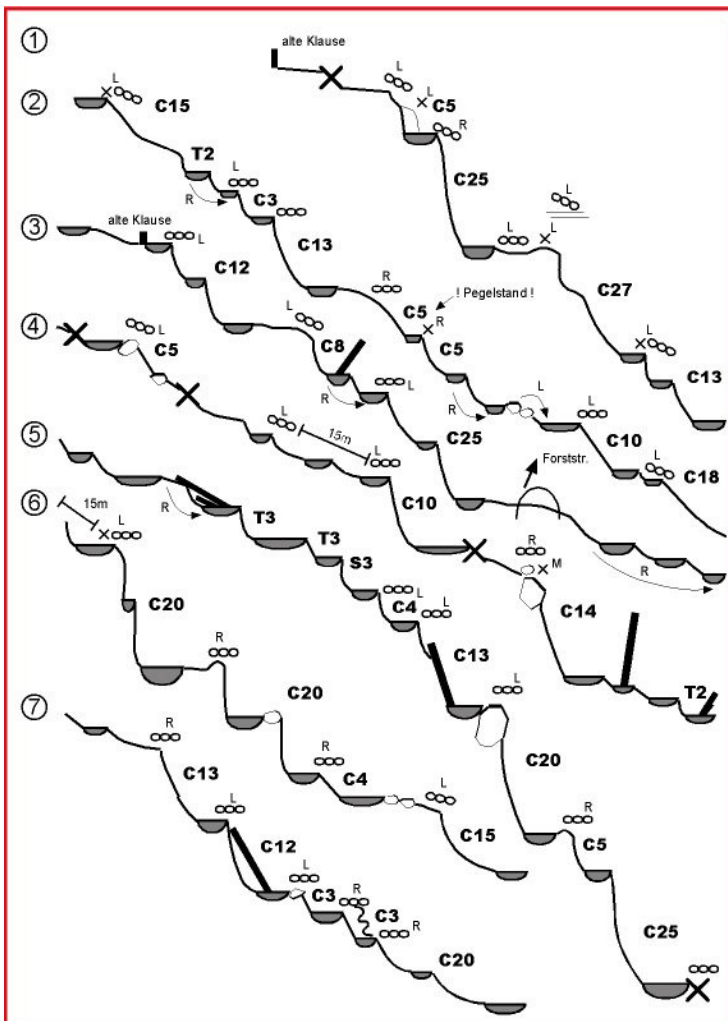 ①
alte Klause
L
L
C5
R
C25
L
L
L
C27
L
C13
②
L
C15
T2
R
L
C3
C13
R
C5
! Pegelstand !
R
C5
R
L
L
C10
L
C18
③
alte Klause
L
C12
L
C8
R
L
C25
Forststr.
R
④
L
C5
L
15m
L
C10
R
M
C14
T2
⑤
R
T3
T3
S3
L
C4
L
C13
L
C20
R
C5
C25
⑥
15m
L
C20
R
C20
R
C4
L
C15
⑦
R
C13
L
C12
L
C3
R
C3
R
C20